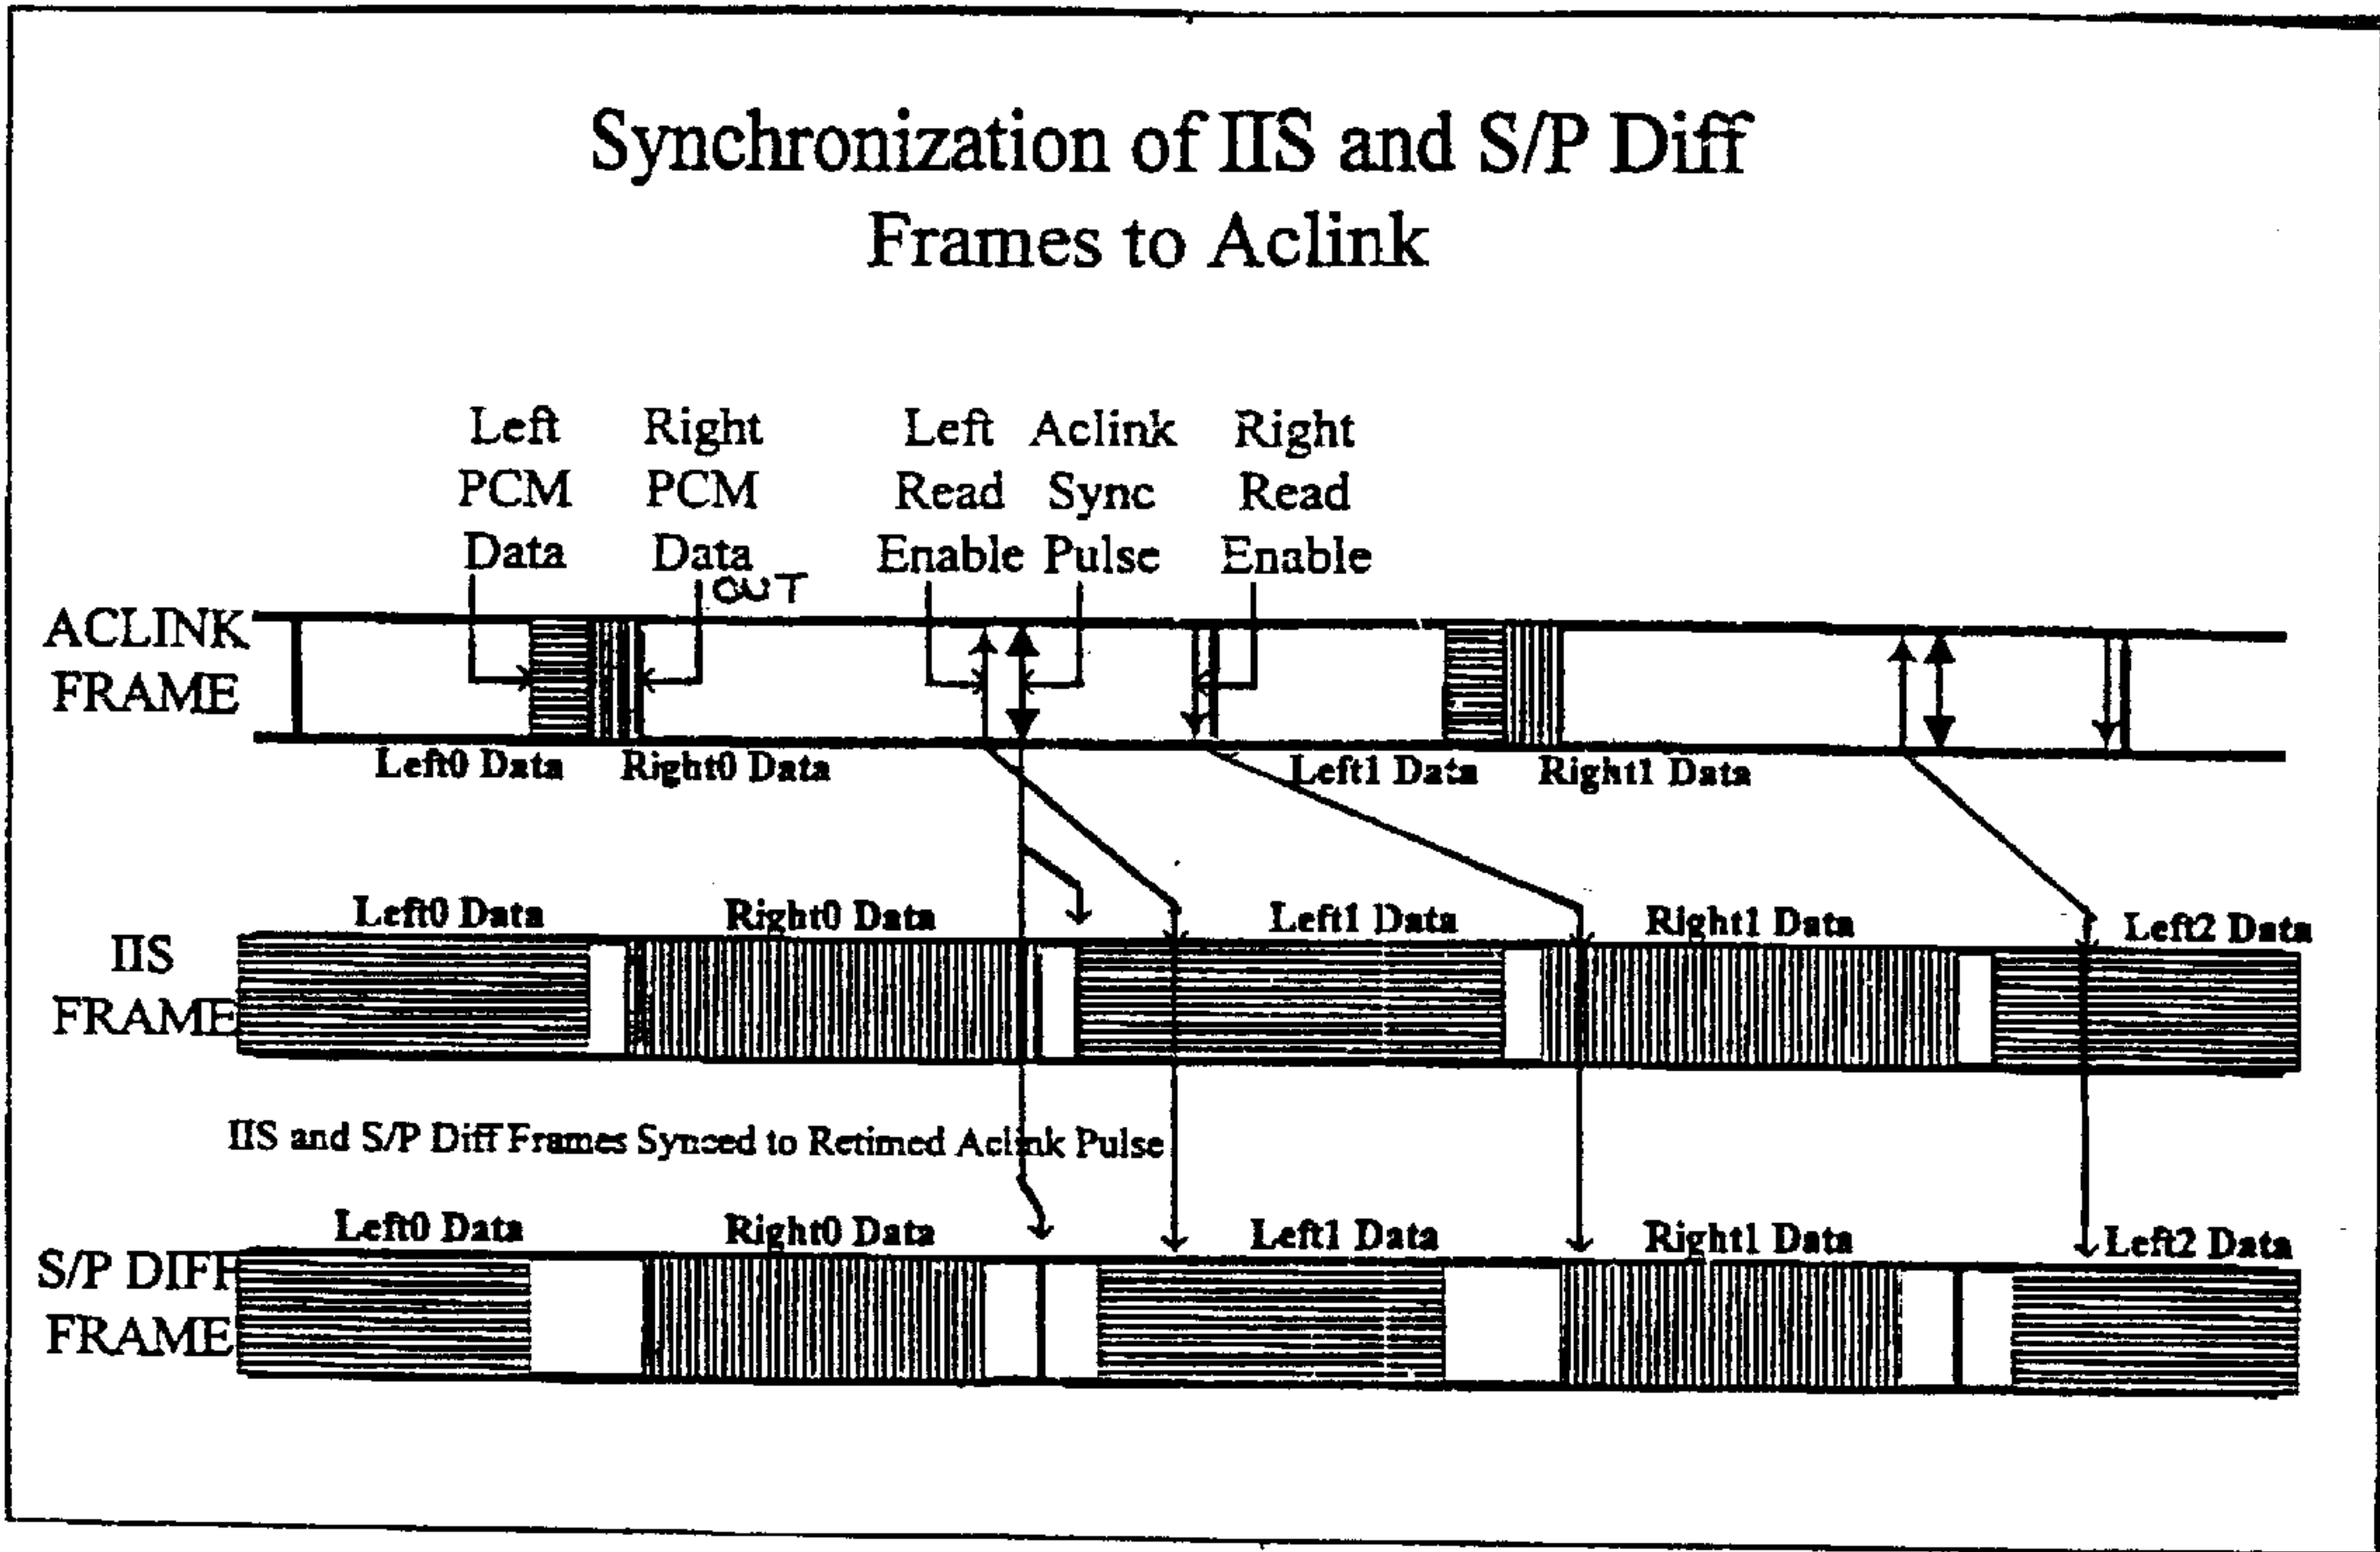 Synchronization of IIS and S/P Diff
Frames to Aclink
Left PCM Data
Right PCM Data
OUT
Left Read Enable
Aclink Sync Pulse
Right Read Enable
ACLINK FRAME
Left0 Data
Right0 Data
Left1 Data
Right1 Data
Left0 Data
Right0 Data
Left1 Data
Right1 Data
Left2 Data
IIS FRAME
IIS and S/P Diff Frames Synced to Retimed Aclink Pulse
Left0 Data
Right0 Data
Left1 Data
Right1 Data
Left2 Data
S/P DIFF FRAME